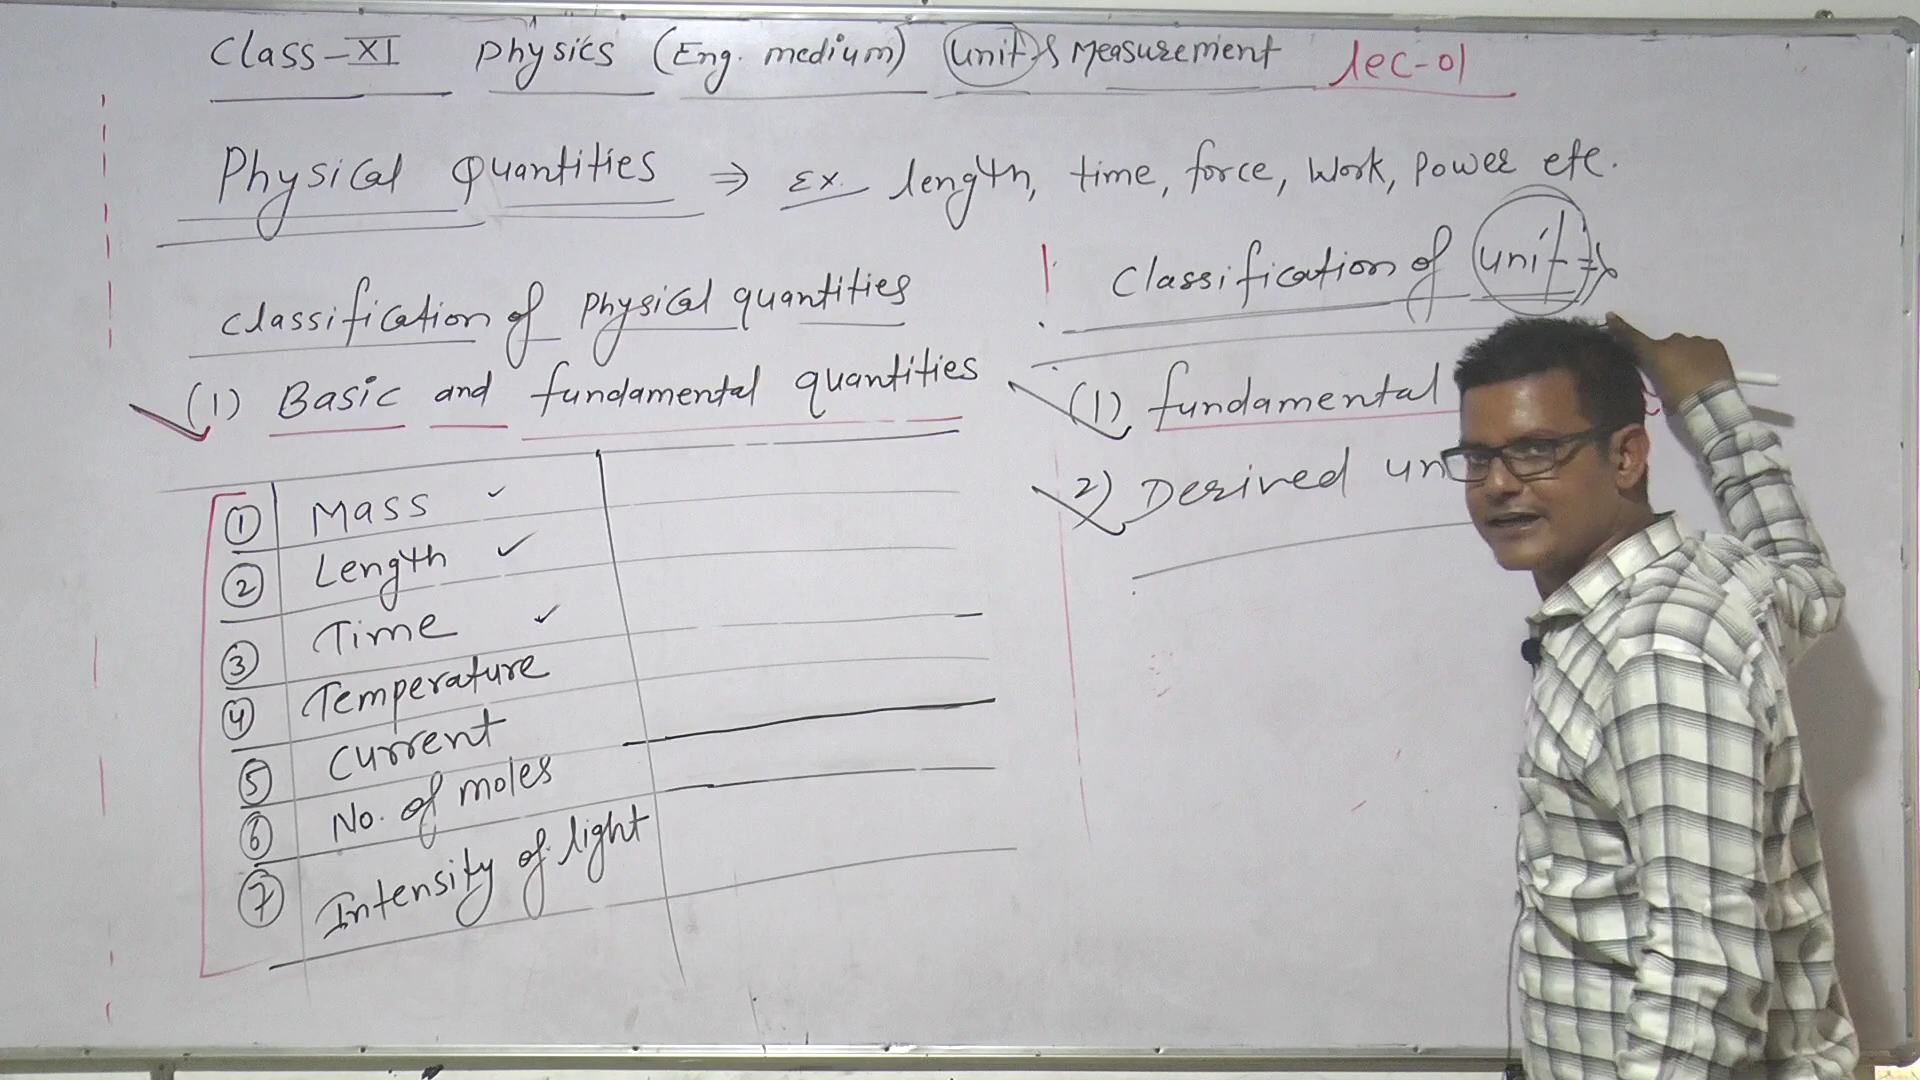 Class-XI Physics (Eng. medium) Unit & Measurement Lec-01
Physical Quantities ⇒ Ex. length, time, force, work, power etc.
Classification of physical quantities
(1) Basic and fundamental quantities
① Mass ✓
② Length ✓
③ Time ✓
④ Temperature
⑤ Current
⑥ No. of moles
⑦ Intensity of light
Classification of unit ⇒
(1) fundamental
2) Derived un